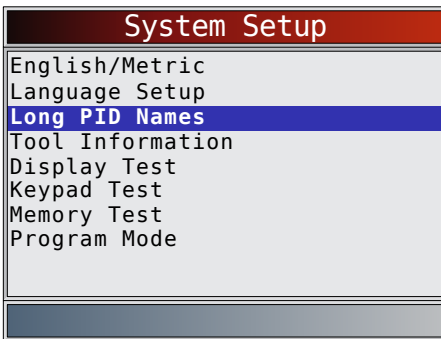 System Setup
English/Metric
Language Setup
Long PID Names
Tool Information
Display Test
Keypad Test
Memory Test
Program Mode